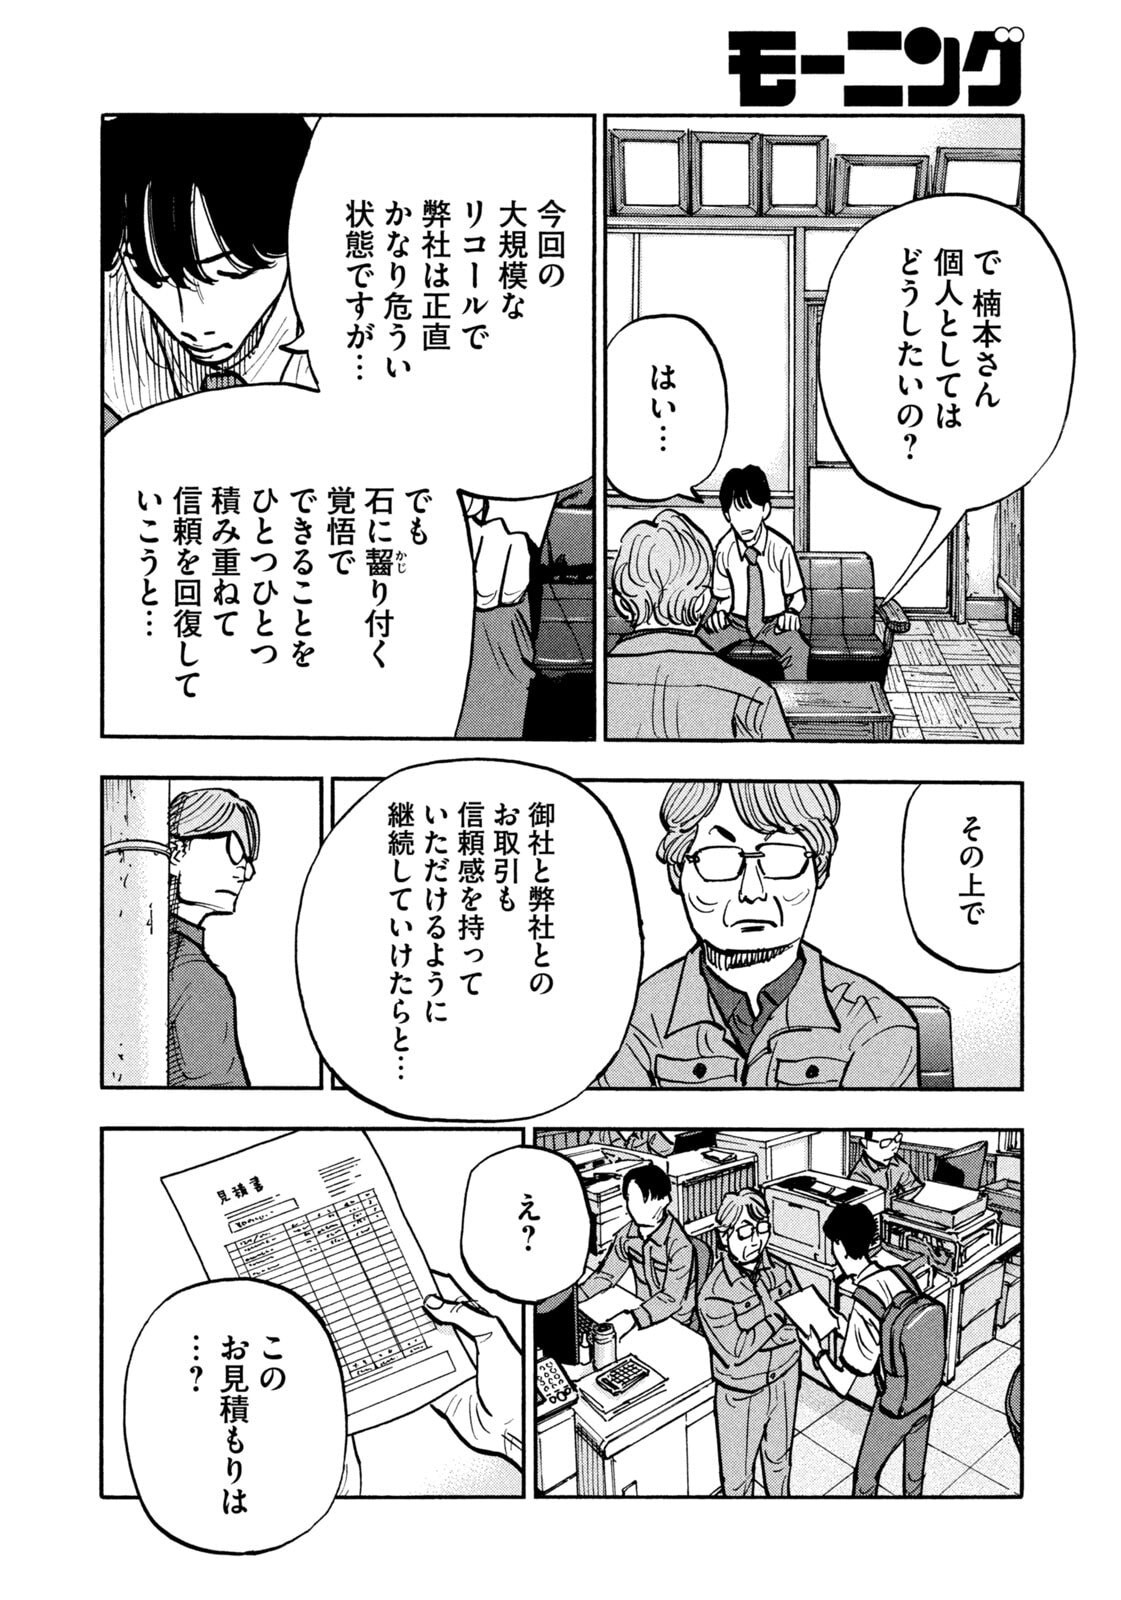 モーニング
で 楠本さん
個人としては
どうしたいの?
はい…
今回の
大規模な
リコールで
弊社は正直
かなり危うい
状態ですが…
でも
石に齧り付く
かじ
覚悟で
できることを
ひとつひとつ
積み重ねて
信頼を回復して
いこうと…
その上で
御社と弊社との
お取引も
信頼感を持って
いただけるように
継続していけたらと…
え?
見積書
この
お見積もりは
…?